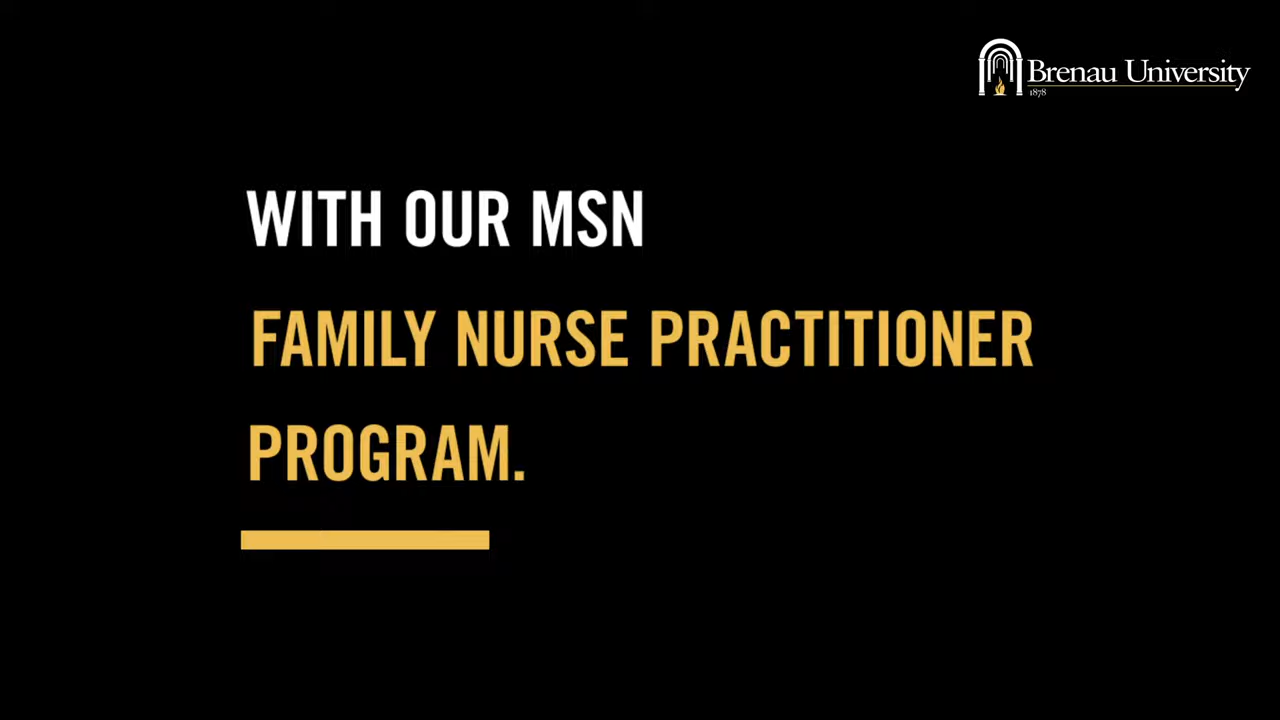 Brenau University
1878
WITH OUR MSN
FAMILY NURSE PRACTITIONER
PROGRAM.